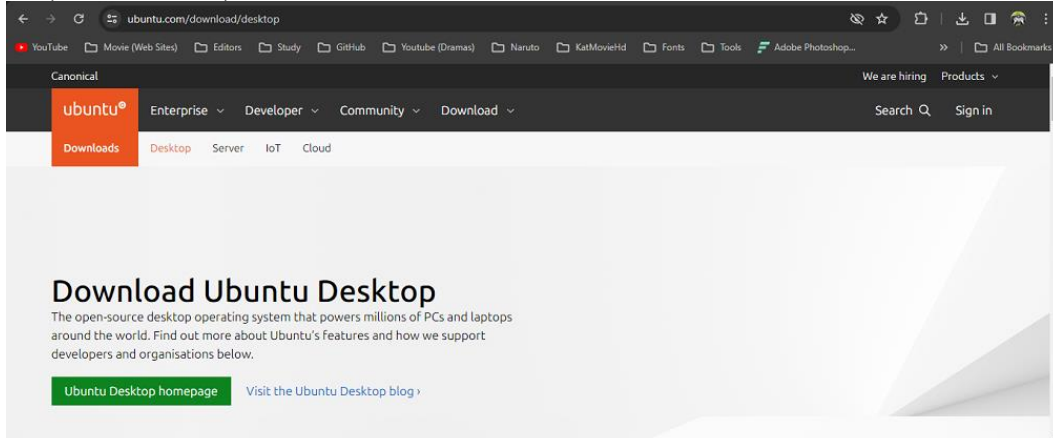 ubuntu.com/download/desktop
YouTube Movie (Web Sites) Editors Study GitHub Youtube (Dramas) Naruto KatMovieHd Fonts Tools Adobe Photoshop... » All Bookmarks
Canonical We are hiring Products
ubuntu® Enterprise Developer Community Download Search Sign in
Downloads Desktop Server IoT Cloud
Download Ubuntu Desktop
The open-source desktop operating system that powers millions of PCs and laptops
around the world. Find out more about Ubuntu's features and how we support
developers and organisations below.
Ubuntu Desktop homepage Visit the Ubuntu Desktop blog ›